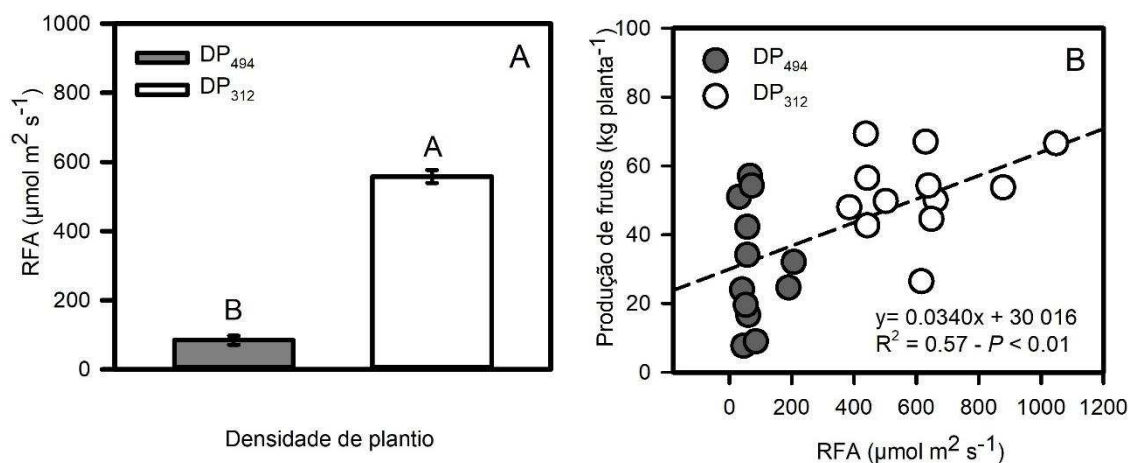 1000
800
600
400
200
0
RFA (µmol m² s⁻¹)
DP₄₉₄
DP₃₁₂
A
B
A
Densidade de plantio
100
80
60
40
20
0
Produção de frutos (kg planta⁻¹)
DP₄₉₄
DP₃₁₂
B
y= 0.0340x + 30 016
R² = 0.57 - P < 0.01
0 200 400 600 800 1000 1200
RFA (µmol m² s⁻¹)